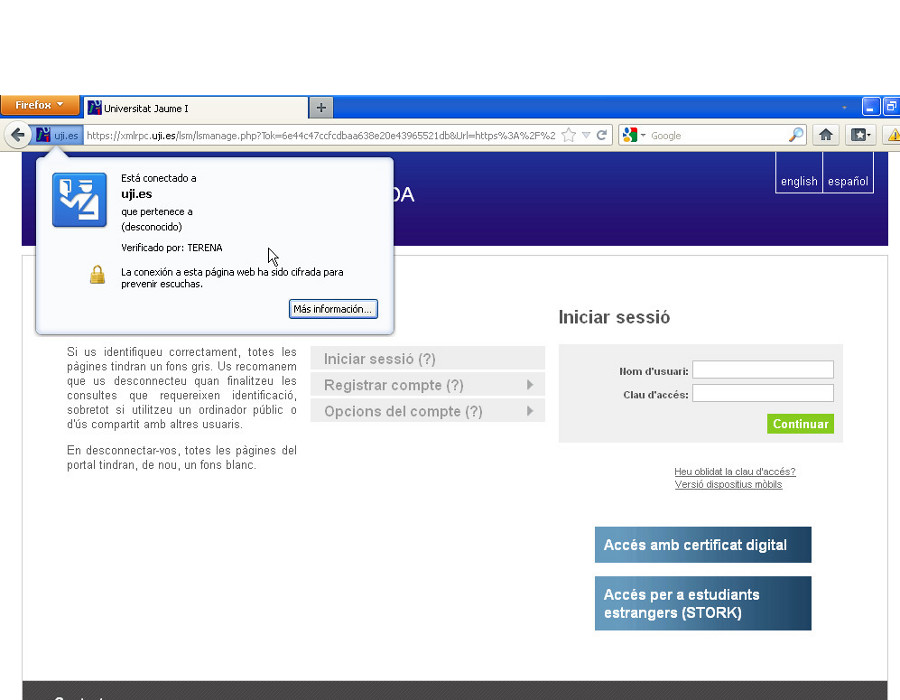 Firefox
Universitat Jaume I
uji.es
https://xmlrpc.uji.es/lsm/lsmanage.php?Tok=6e44c47ccfcdbaa638e20e43965521db&Url=https%3A%2F%2
Google
DA
english
español
Está conectado a
uji.es
que pertenece a
(desconocido)
Verificado por: TERENA
La conexión a esta página web ha sido cifrada para
prevenir escuchas.
Más información...
Si us identifiqueu correctament, totes les
pàgines tindran un fons gris. Us recomanem
que us desconnecteu quan finalitzeu les
consultes que requereixen identificació,
sobretot si utilitzeu un ordinador públic o
d'ús compartit amb altres usuaris.
En desconnectar-vos, totes les pàgines del
portal tindran, de nou, un fons blanc.
Iniciar sessió (?)
Registrar compte (?)
Opcions del compte (?)
Iniciar sessió
Nom d'usuari:
Clau d'accés:
Continuar
Heu oblidat la clau d'accés?
Versió dispositius mòbils
Accés amb certificat digital
Accés per a estudiants
estrangers (STORK)